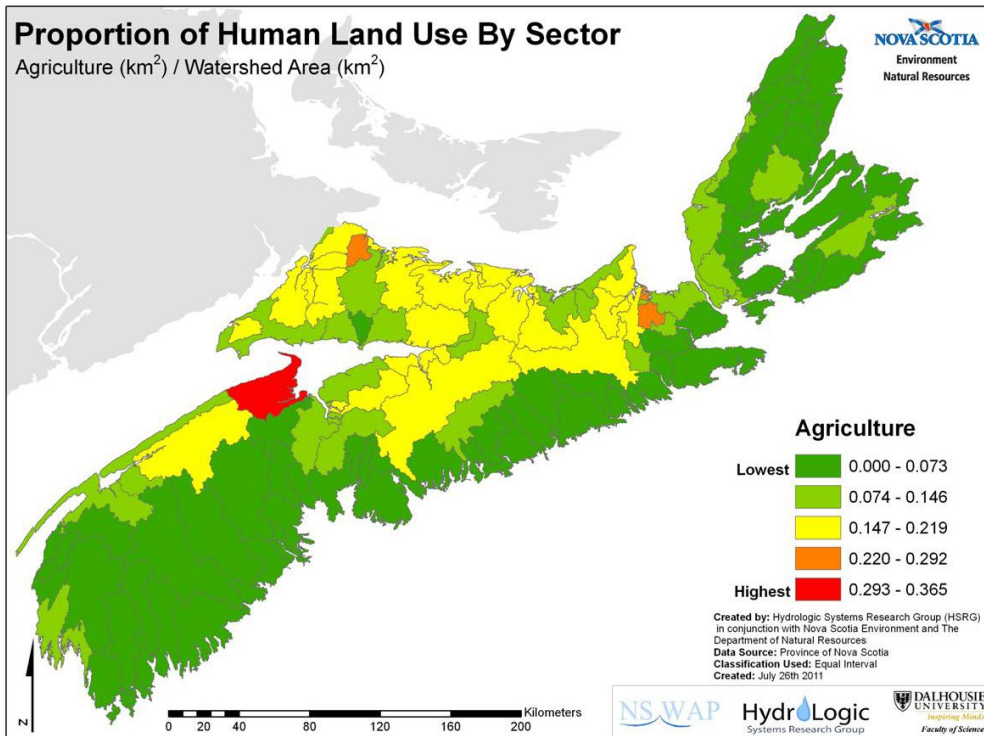 Proportion of Human Land Use By Sector
Agriculture (km²) / Watershed Area (km²)
NOVA SCOTIA
Environment
Natural Resources
Agriculture
Lowest 0.000 - 0.073
0.074 - 0.146
0.147 - 0.219
0.220 - 0.292
Highest 0.293 - 0.365
Created by: Hydrologic Systems Research Group (HSRG)
in conjunction with Nova Scotia Environment and The
Department of Natural Resources
Data Source: Province of Nova Scotia
Classification Used: Equal Interval
Created: July 26th 2011
N
Kilometers
0 20 40 80 120 160 200
NS WAP
HydroLogic
Systems Research Group
DALHOUSIE
UNIVERSITY
Inspiring Minds
Faculty of Science